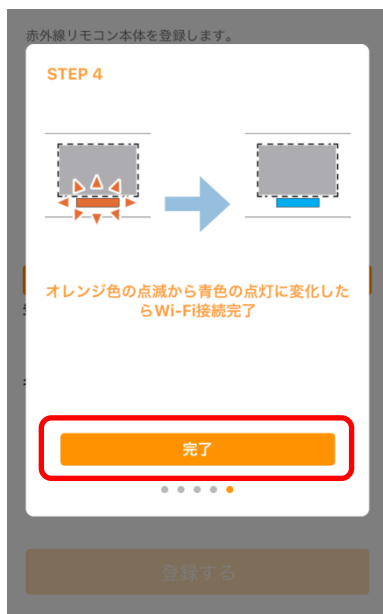 赤外線リモコン本体を登録します。
STEP 4
オレンジ色の点滅から青色の点灯に変化した
らWi-Fi接続完了
完了
登録する